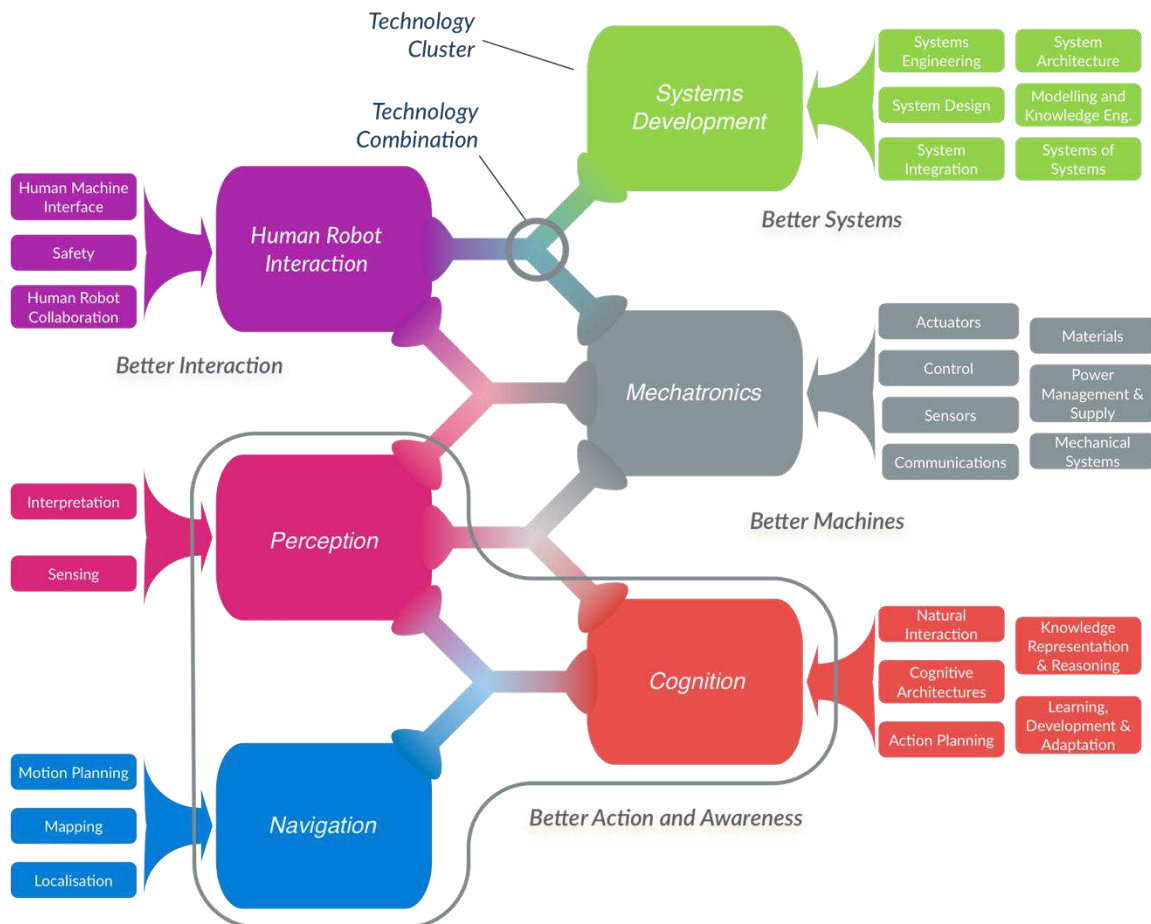 Technology
Cluster
Technology
Combination
Systems
Development
Systems
Engineering
System
Architecture
System Design
Modelling and
Knowledge Eng.
System
Integration
Systems of
Systems
Better Systems
Human Machine
Interface
Safety
Human Robot
Collaboration
Human Robot
Interaction
Better Interaction
Mechatronics
Actuators
Materials
Control
Power
Management &
Supply
Sensors
Communications
Mechanical
Systems
Better Machines
Interpretation
Sensing
Perception
Cognition
Natural
Interaction
Knowledge
Representation
& Reasoning
Cognitive
Architectures
Learning,
Development &
Adaptation
Action Planning
Motion Planning
Mapping
Localisation
Navigation
Better Action and Awareness